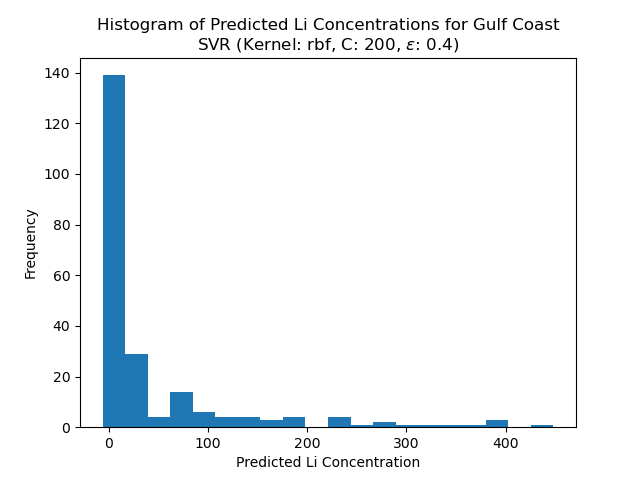 Histogram of Predicted Li Concentrations for Gulf Coast
SVR (Kernel: rbf, C: 200, ε: 0.4)
140
120
100
80
60
40
20
0
Frequency
0 100 200 300 400
Predicted Li Concentration